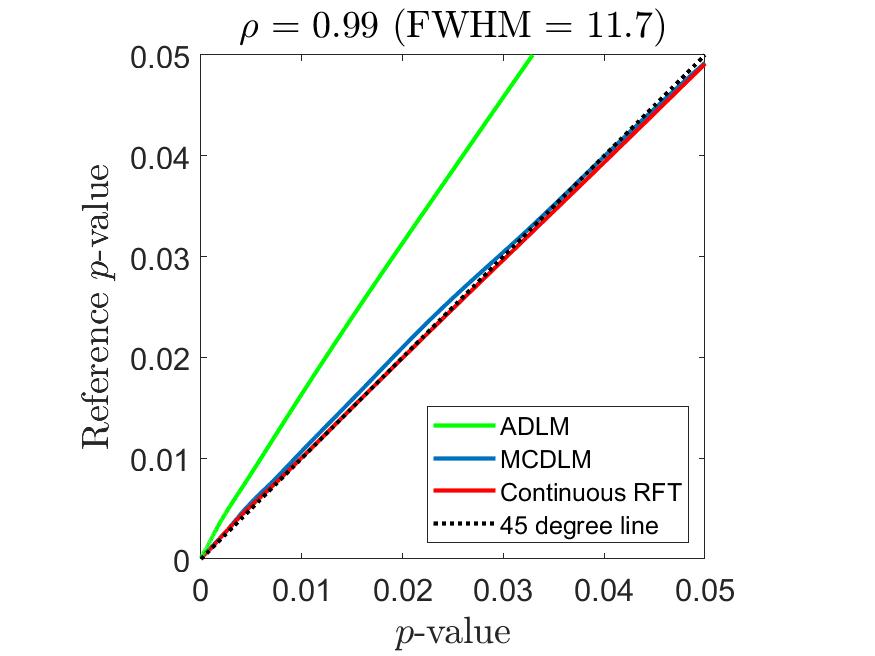 ρ = 0.99 (FWHM = 11.7)
0.05
0.04
0.03
0.02
0.01
0
Reference p-value
ADLM
MCDLM
Continuous RFT
45 degree line
0 0.01 0.02 0.03 0.04 0.05
p-value